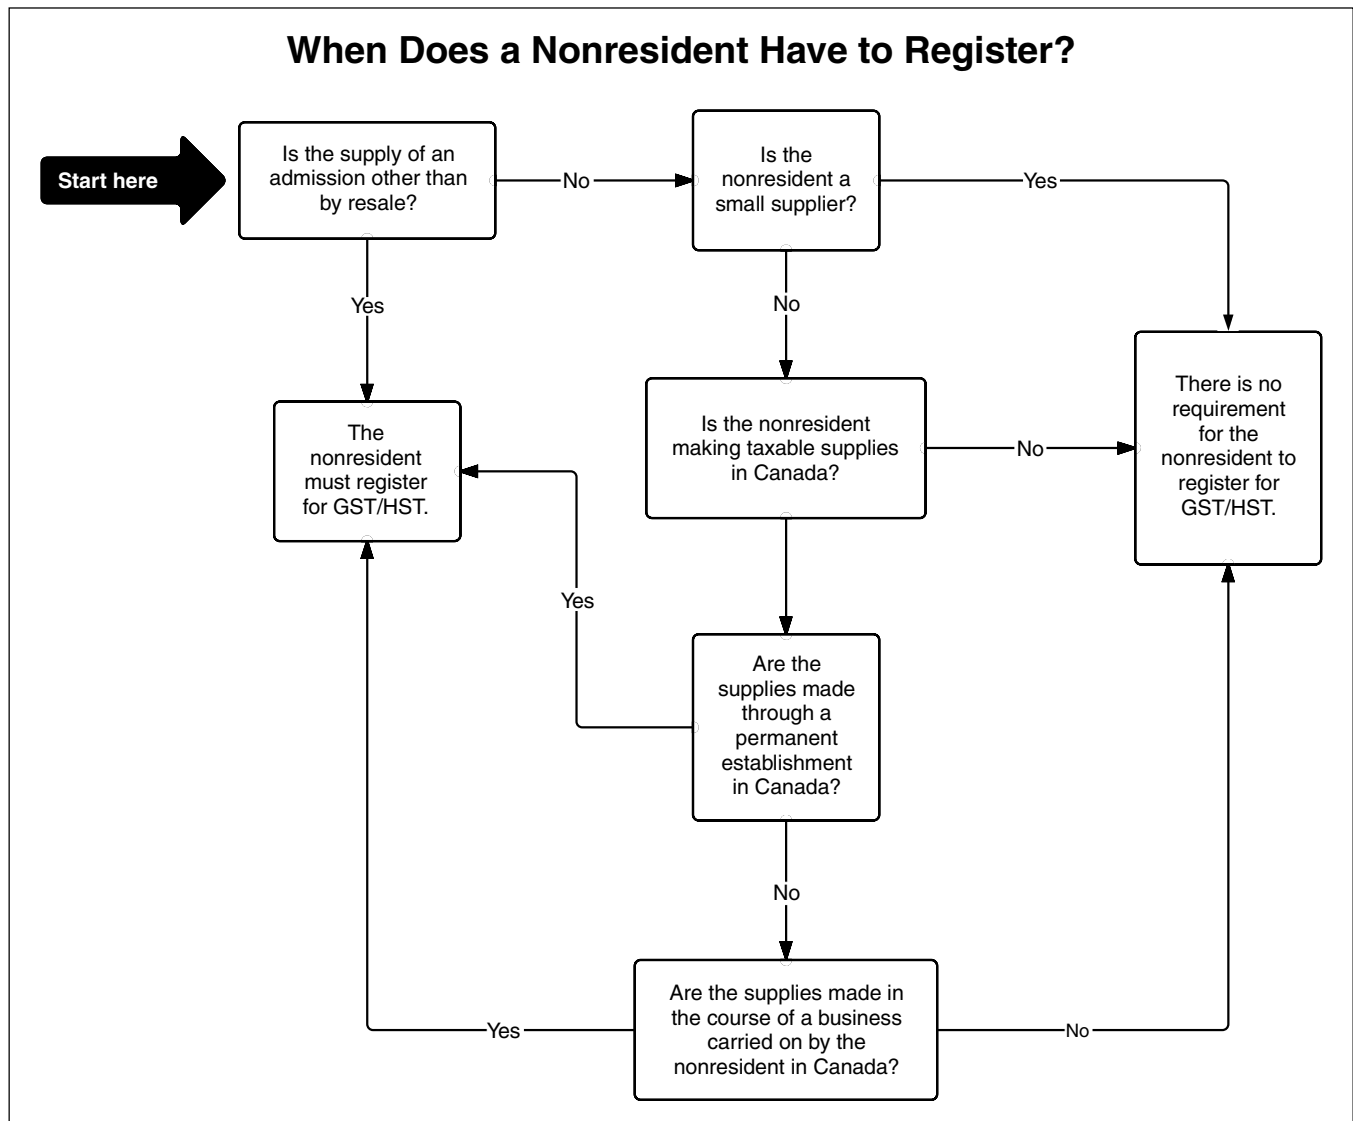 When Does a Nonresident Have to Register?
Start here
Is the supply of an
admission other than
by resale?
No
Is the
nonresident a
small supplier?
Yes
Yes
No
The
nonresident
must register
for GST/HST.
Is the nonresident
making taxable supplies
in Canada?
No
There is no
requirement
for the
nonresident to
register for
GST/HST.
Yes
Are the
supplies made
through a
permanent
establishment
in Canada?
No
Are the supplies made in
the course of a business
carried on by the
nonresident in Canada?
Yes
No